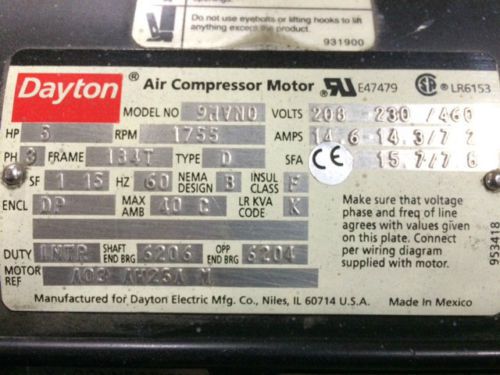 Do not use eyebolts or lifting hooks to lift
anything except the product.
931900
Dayton ® Air Compressor Motor ® E47479 ® LR6153
MODEL NO 9HVN0 VOLTS 208 - 230 / 460
HP 5 RPM 1755 AMPS 14.6-14.3/7.2
PH 3 FRAME 184T TYPE D SFA 15.7/7.8
CE
SF 1.15 HZ 60 NEMA DESIGN B INSUL CLASS F
ENCL DP MAX AMB 40 C LR KVA CODE K
DUTY INTR SHAFT END BRG 6206 OPP END BRG 6204
MOTOR REF
Make sure that voltage
phase and freq of line
agrees with values given
on this plate. Connect
per wiring diagram
supplied with motor.
953418
Manufactured for Dayton Electric Mfg. Co., Niles, IL 60714 U.S.A. Made in Mexico